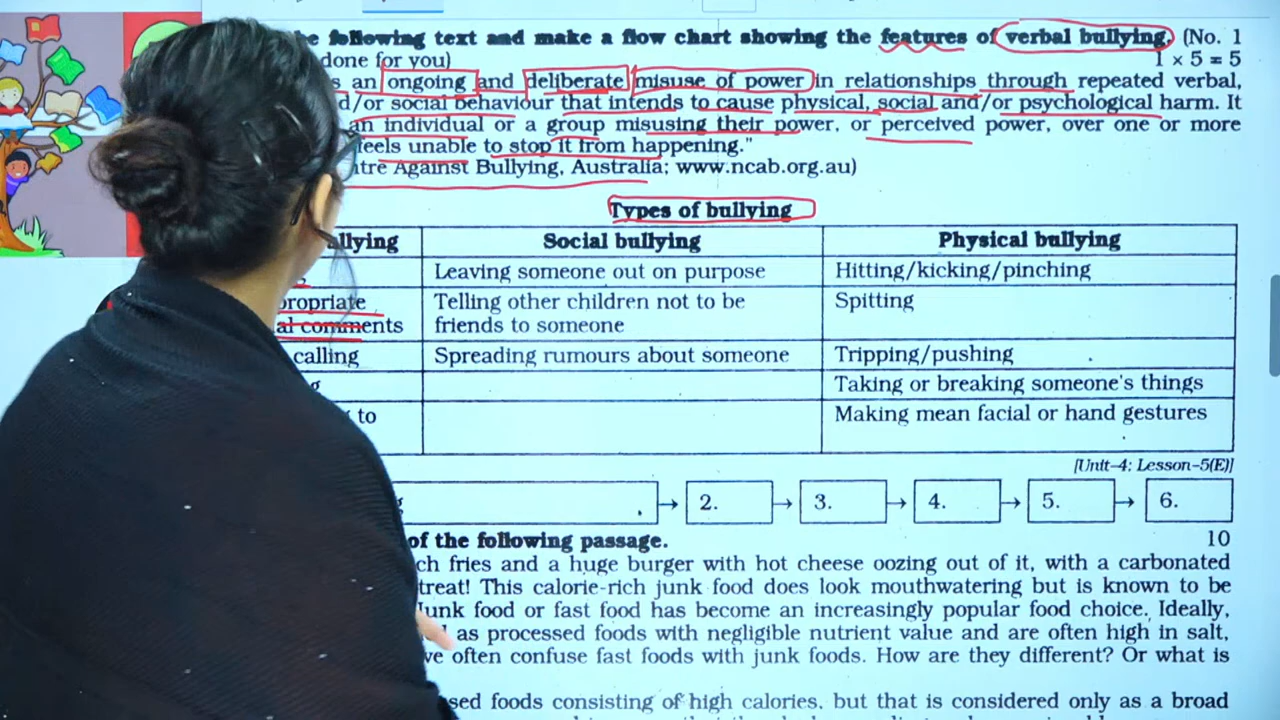 he following text and make a flow chart showing the features of verbal bullying. (No. 1
done for you) 1 × 5 = 5
s an ongoing and deliberate misuse of power in relationships through repeated verbal,
d/or social behaviour that intends to cause physical, social and/or psychological harm. It
an individual or a group misusing their power, or perceived power, over one or more
feels unable to stop it from happening."
tre Against Bullying, Australia; www.ncab.org.au)
Types of bullying
llying Social bullying Physical bullying
Leaving someone out on purpose Hitting/kicking/pinching
propriate Telling other children not to be Spitting
al comments friends to someone
calling Spreading rumours about someone Tripping/pushing
g Taking or breaking someone's things
to Making mean facial or hand gestures
[Unit-4; Lesson-5(E)]
g . → 2. → 3. → 4. → 5. → 6.
of the following passage. 10
ch fries and a huge burger with hot cheese oozing out of it, with a carbonated
treat! This calorie-rich junk food does look mouthwatering but is known to be
Junk food or fast food has become an increasingly popular food choice. Ideally,
as processed foods with negligible nutrient value and are often high in salt,
ve often confuse fast foods with junk foods. How are they different? Or what is
sed foods consisting of high calories, but that is considered only as a broad